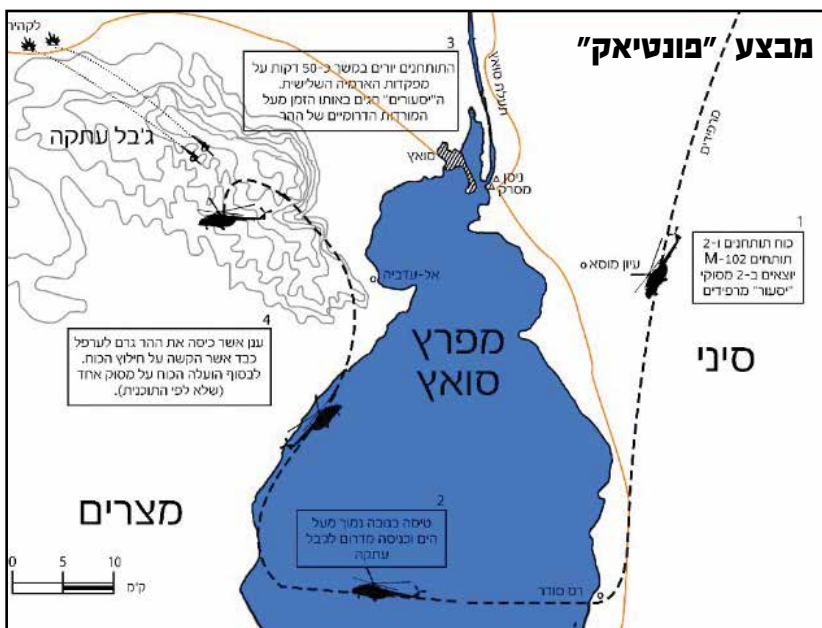 מבצע "פונטיאק"
לקהיר
ג'בל עתקה
3
התותחנים יורים במשך כ-50 דקות על
מפקדות הארמיה השלישית.
ה"יסעורים" חגים באותו הזמן מעל
המורדות הדרומיים של ההר
תעלת סואץ
סואץ
ניסן
מסרק
מרפידים
1
כוח תותחנים ו-2
תותחים M-102
יוצאים ב-2 מסוקי
"יסעור" מרפידים
עיון מוסא
אל-עדביה
4
ענן אשר כיסה את ההר גרם לערפל
כבד אשר הקשה על חילוץ הכוח.
לבסוף הועלה הכוח על מסוק אחד
(שלא לפי התוכנית).
מפרץ
סואץ
סיני
מצרים
2
טיסה בגובה נמוך מעל
הים וכניסה מדרום לג'בל
עתקה
רס סודר
0 5 10
ק"מ